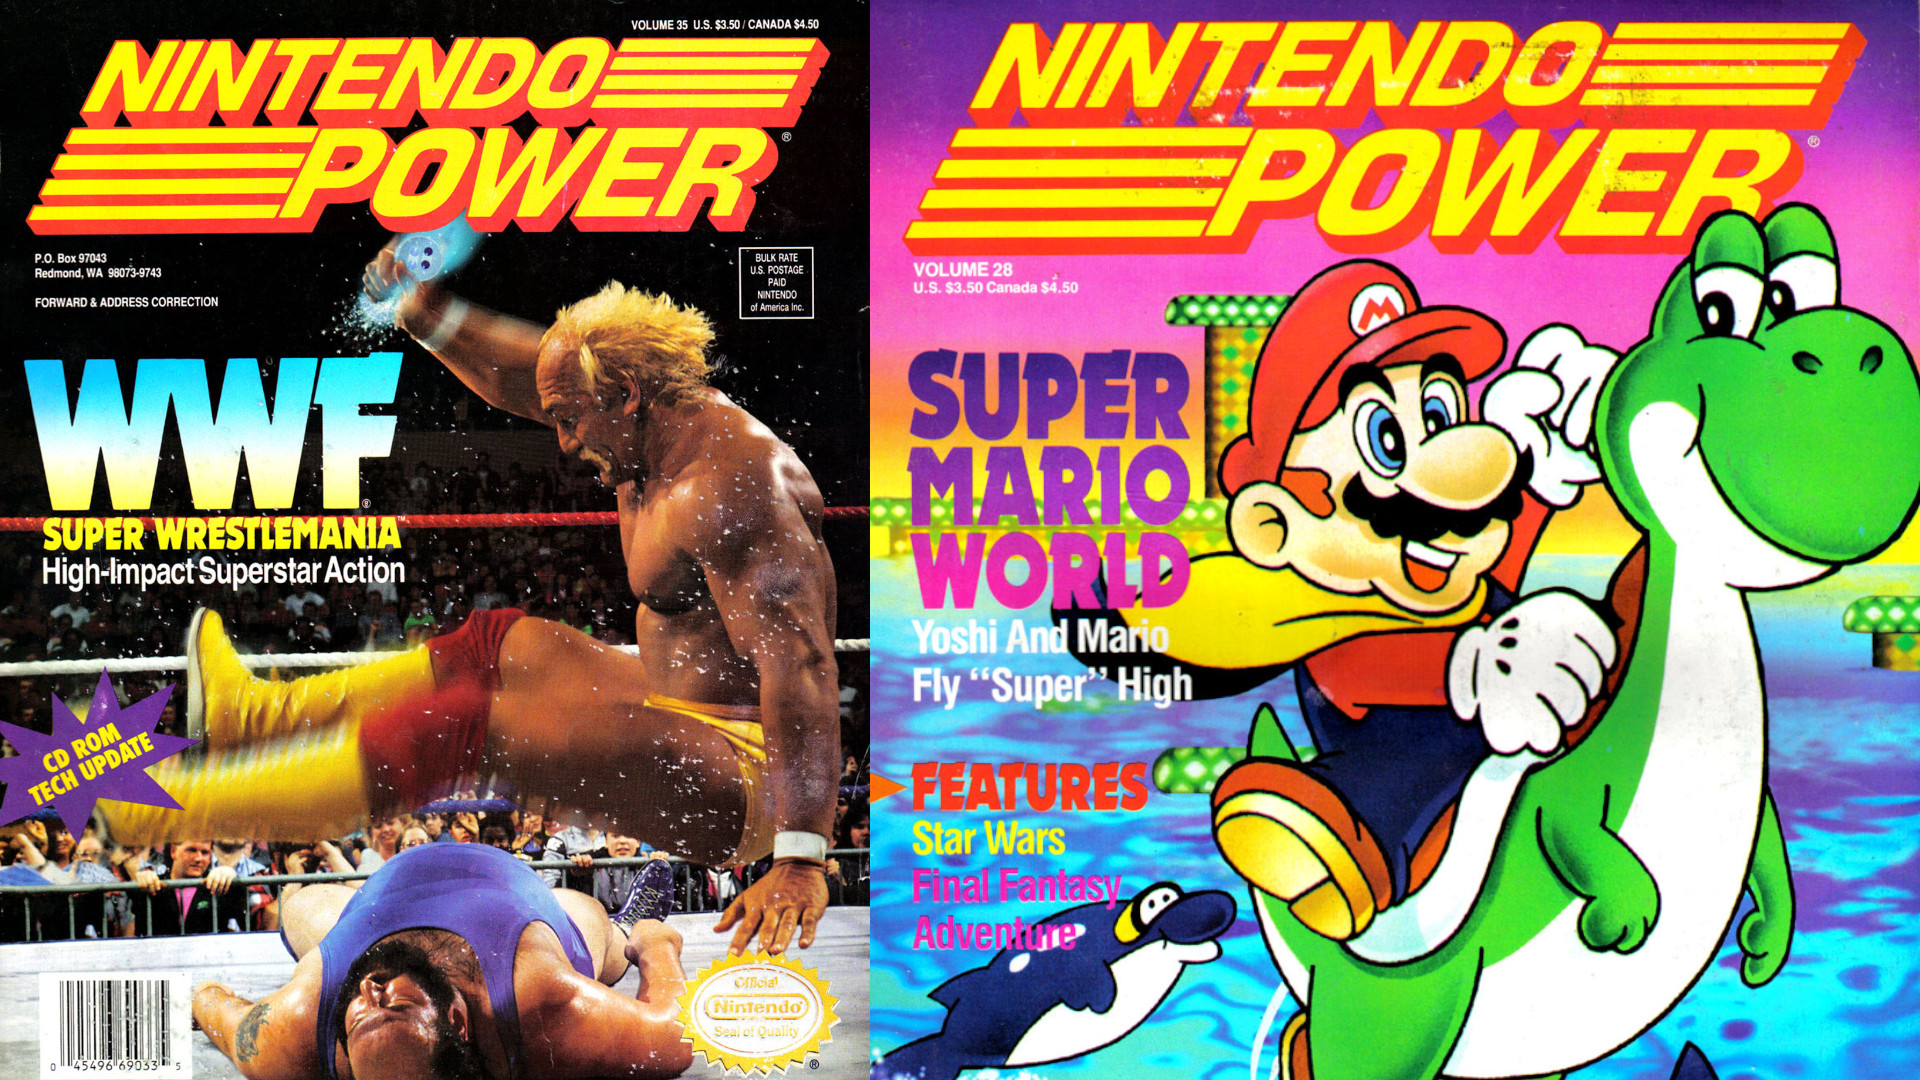 VOLUME 35 U.S. $3.50 / CANADA $4.50
NINTENDO
POWER®
P.O. Box 97043
Redmond, WA 98073-9743
FORWARD & ADDRESS CORRECTION
BULK RATE
U.S. POSTAGE
PAID
NINTENDO
of America Inc.
WWF®
SUPER WRESTLEMANIA™
High-Impact Superstar Action
CD ROM
TECH UPDATE
0 45496 69033 5
Official
Nintendo
Seal of Quality
®
NINTENDO
POWER®
VOLUME 28
U.S. $3.50 Canada $4.50
M
SUPER
MARIO
WORLD
Yoshi And Mario
Fly “Super” High
FEATURES
Star Wars
Final Fantasy
Adventure